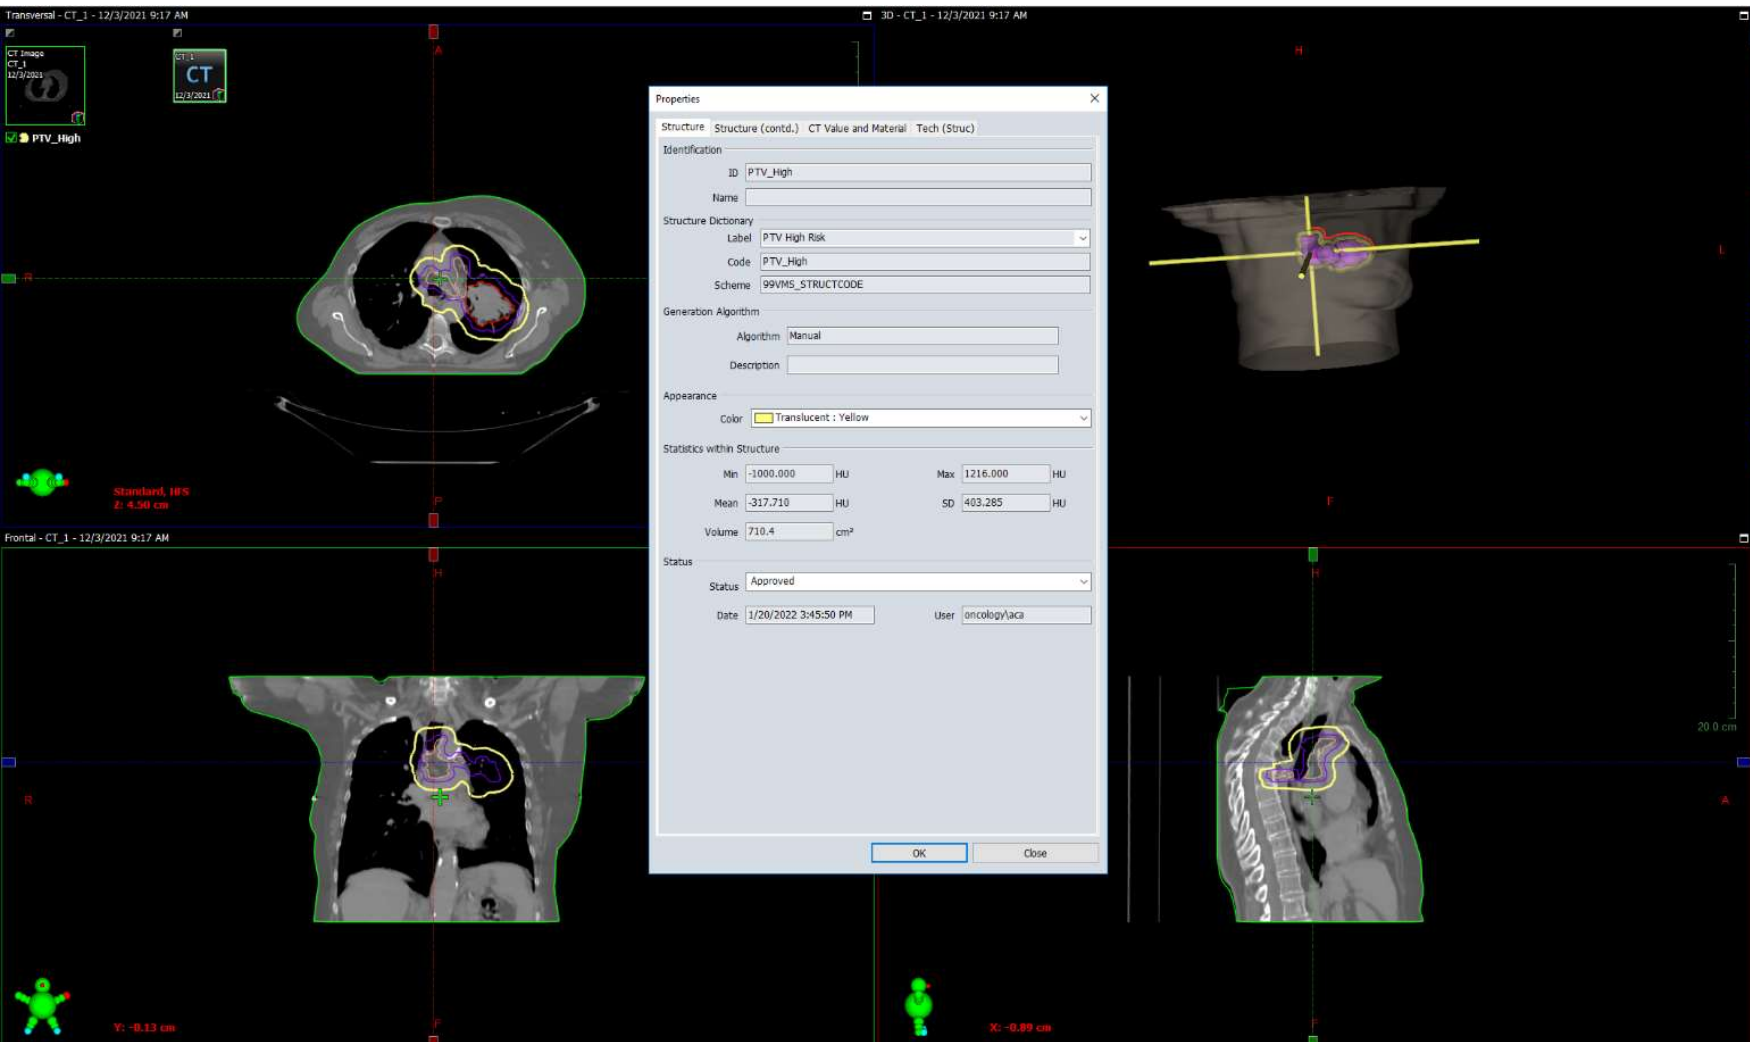 Transversal - CT_1 - 12/3/2021 9:17 AM
CT Image
CT_1
12/3/2021
CT_1
CT
12/3/2021
PTV_High
A
R
Standard, HFS
Z: 4.50 cm
P
3D - CT_1 - 12/3/2021 9:17 AM
H
L
F
Properties
Structure Structure (contd.) CT Value and Material Tech (Struc)
Identification
ID PTV_High
Name
Structure Dictionary
Label PTV High Risk
Code PTV_High
Scheme 99VMS_STRUCTCODE
Generation Algorithm
Algorithm Manual
Description
Appearance
Color Translucent : Yellow
Statistics within Structure
Min -1000.000 HU Max 1216.000 HU
Mean -317.710 HU SD 403.285 HU
Volume 710.4 cm³
Status
Status Approved
Date 1/20/2022 3:45:50 PM User oncology\aca
OK Close
Frontal - CT_1 - 12/3/2021 9:17 AM
H
R
F
Y: -0.13 cm
H
20.0 cm
A
F
X: -0.89 cm